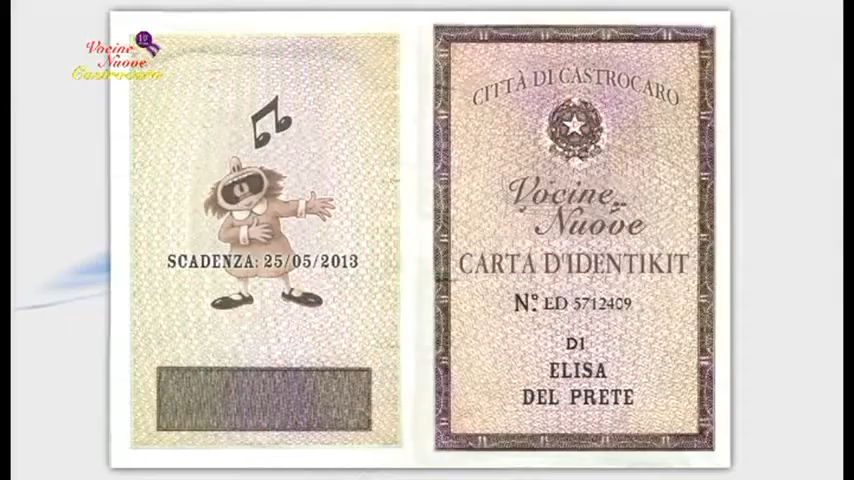 10
Vocine
Nuove
Castrocaro
SCADENZA: 25/05/2013
CITTÀ DI CASTROCARO
Vocine
Nuove
CARTA D'IDENTIKIT
N.º ED 5712409
DI
ELISA
DEL PRETE